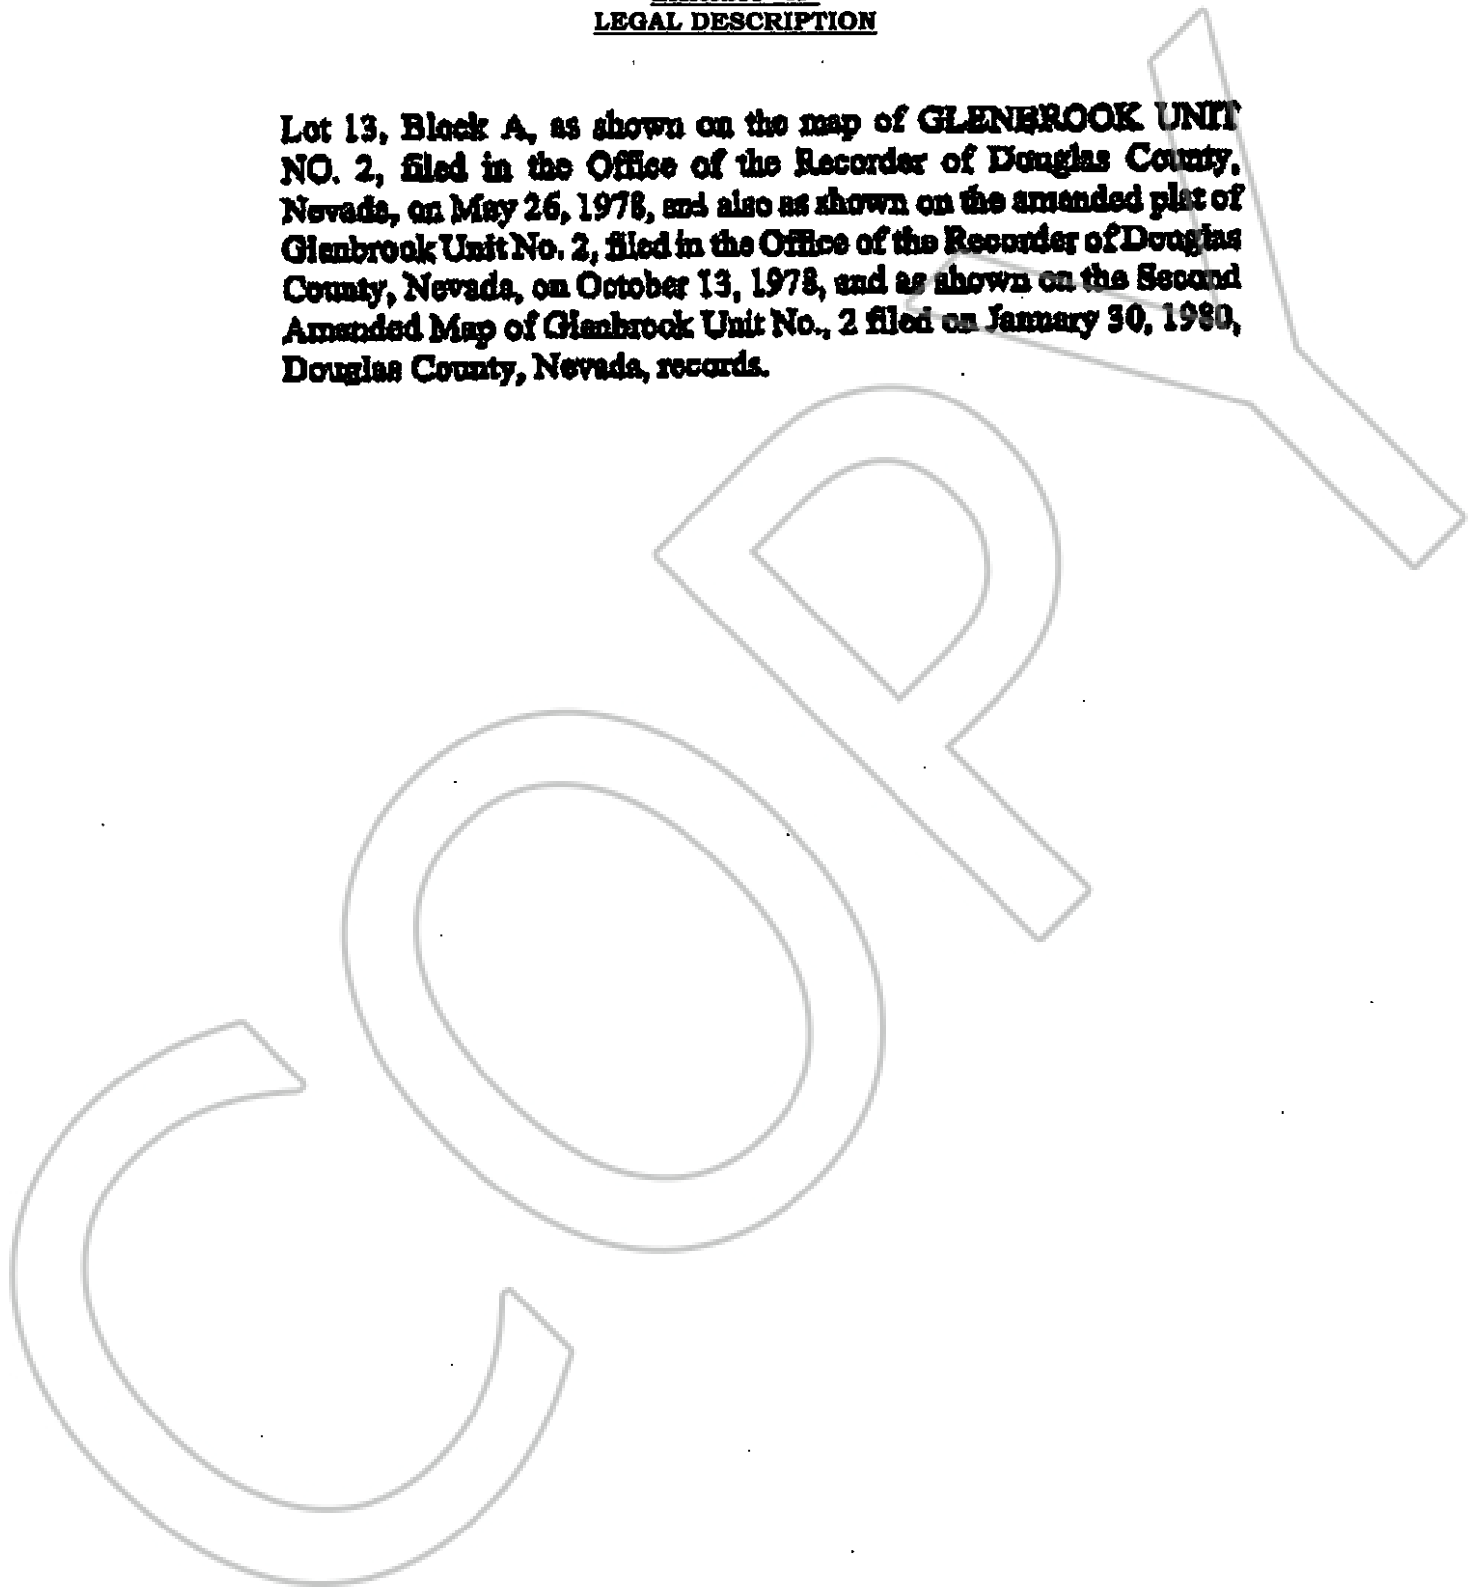 LEGAL DESCRIPTION
Lot 13, Block A, as shown on the map of GLENBROOK UNIT
NO. 2, filed in the Office of the Recorder of Douglas County,
Nevada, on May 26, 1978, and also as shown on the amended plat of
Glenbrook Unit No. 2, filed in the Office of the Recorder of Douglas
County, Nevada, on October 13, 1978, and as shown on the Second
Amended Map of Glenbrook Unit No., 2 filed on January 30, 1980,
Douglas County, Nevada, records.
COPY